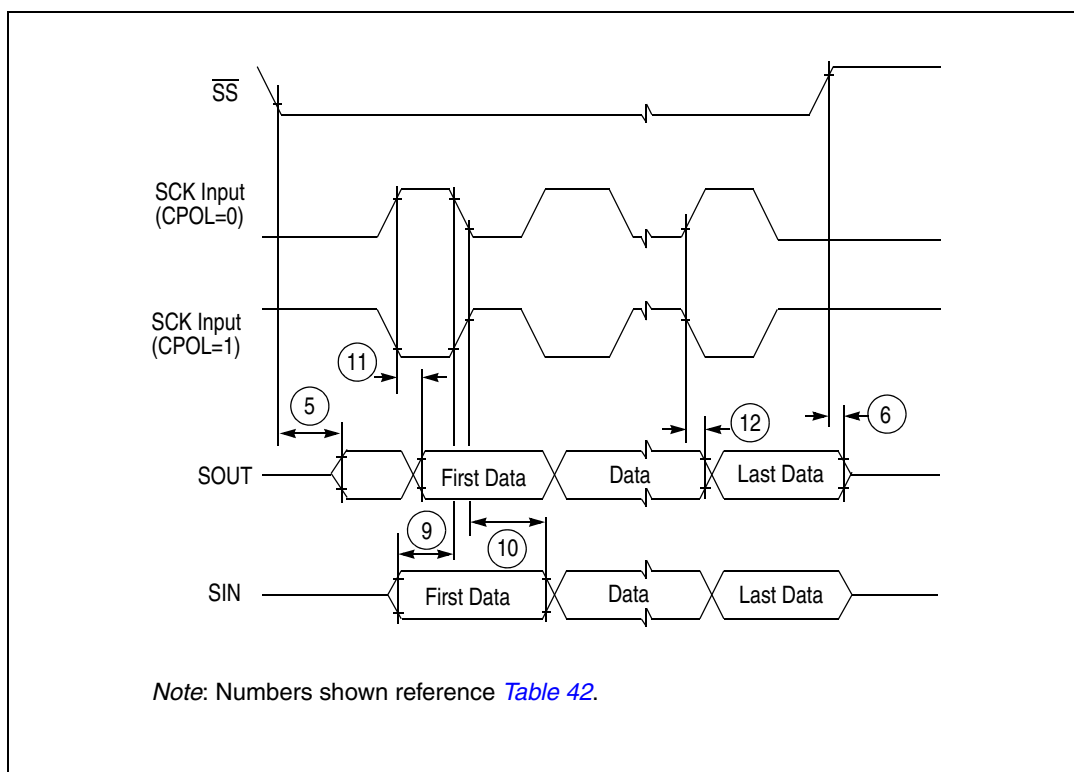 SS
SCK Input
(CPOL=0)
SCK Input
(CPOL=1)
11
5
12
6
SOUT
First Data
Data
Last Data
9
10
SIN
First Data
Data
Last Data
Note: Numbers shown reference Table 42.